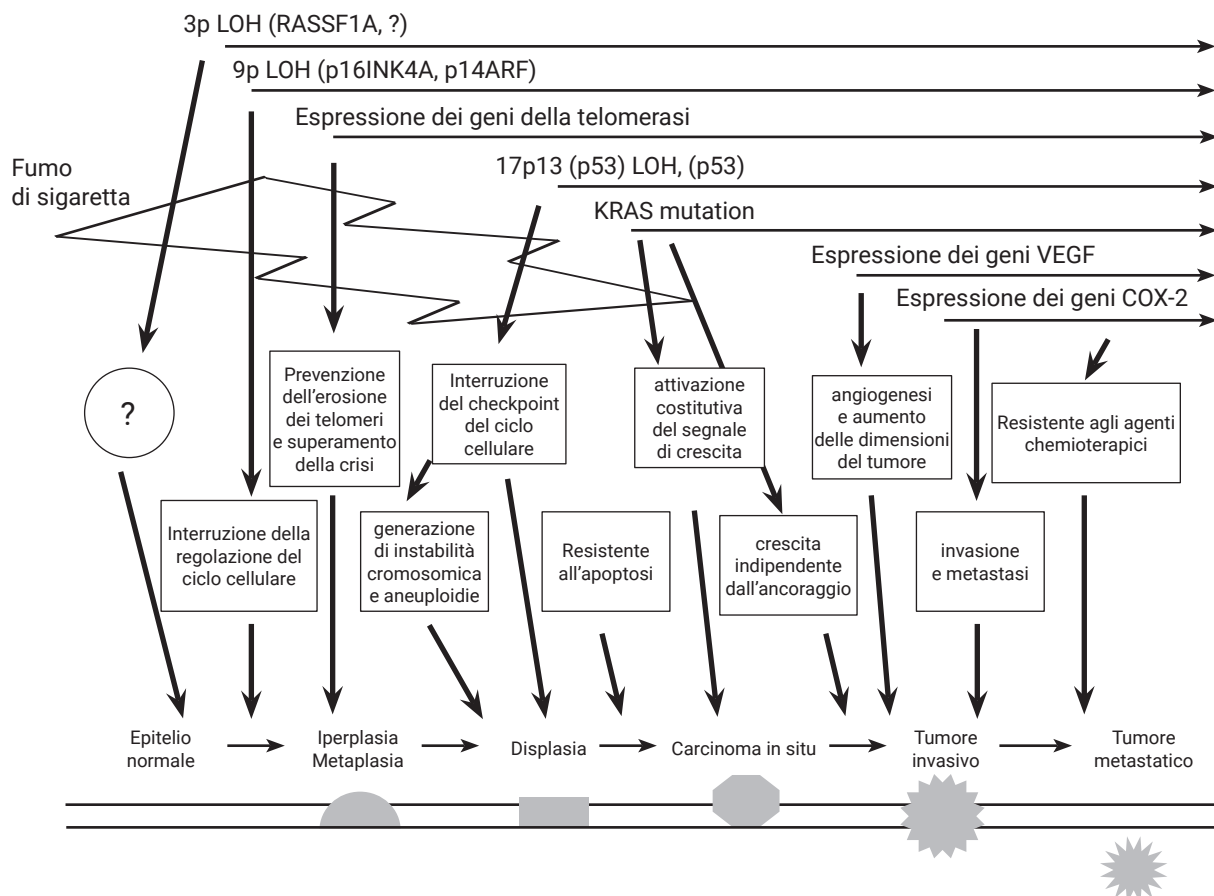 3p LOH (RASSF1A, ?)
9p LOH (p16INK4A, p14ARF)
Espressione dei geni della telomerasi
Fumo
di sigaretta
17p13 (p53) LOH, (p53)
KRAS mutation
Espressione dei geni VEGF
Espressione dei geni COX-2
?
Prevenzione
dell'erosione
dei telomeri
e superamento
della crisi
Interruzione
del checkpoint
del ciclo
cellulare
attivazione
costitutiva
del segnale
di crescita
angiogenesi
e aumento
delle dimensioni
del tumore
Resistente agli agenti
chemioterapici
Interruzione della
regolazione del
ciclo cellulare
generazione
di instabilità
cromosomica
e aneuploidie
Resistente
all'apoptosi
crescita
indipendente
dall'ancoraggio
invasione
e metastasi
Epitelio
normale
Iperplasia
Metaplasia
Displasia
Carcinoma in situ
Tumore
invasivo
Tumore
metastatico